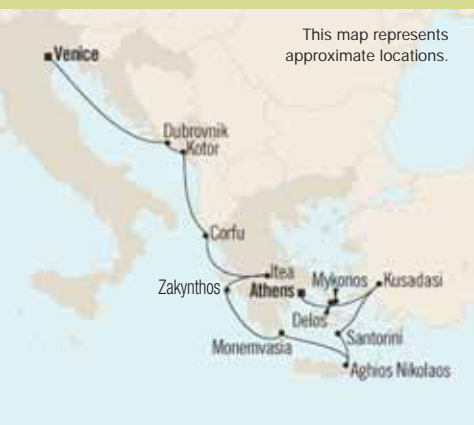 This map represents
approximate locations.
Venice
Dubrovnik
Kotor
Corfu
Itea
Mykonos
Kusadasi
Zakynthos
Athens
Delos
Santorini
Monemvasia
Aghios Nikolaos